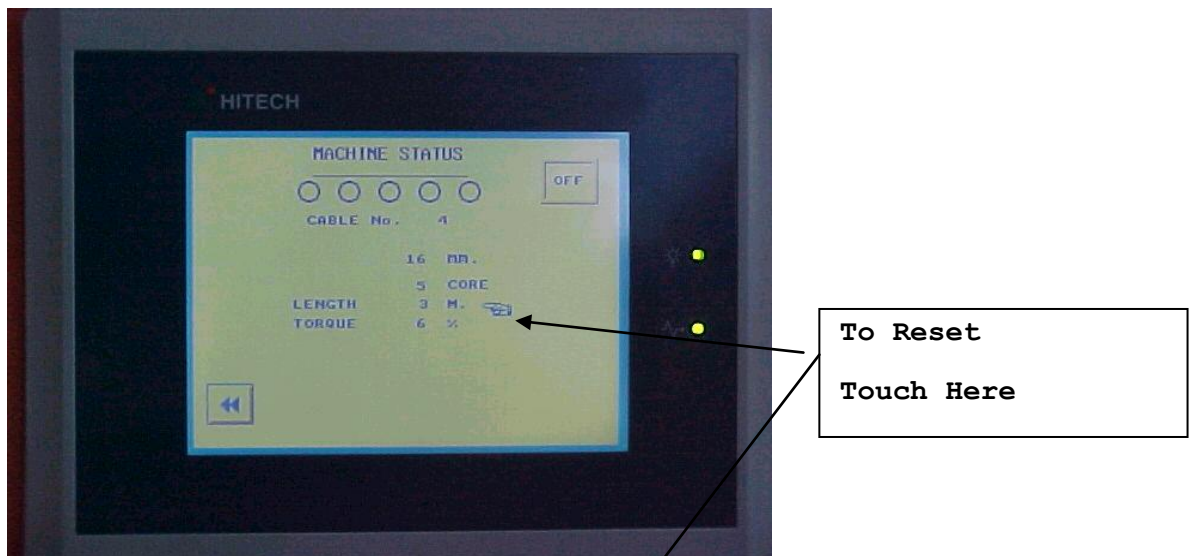 HITECH
MACHINE STATUS
OFF
CABLE No. 4
16 MM.
5 CORE
LENGTH 3 M.
TORQUE 6 %
To Reset
Touch Here